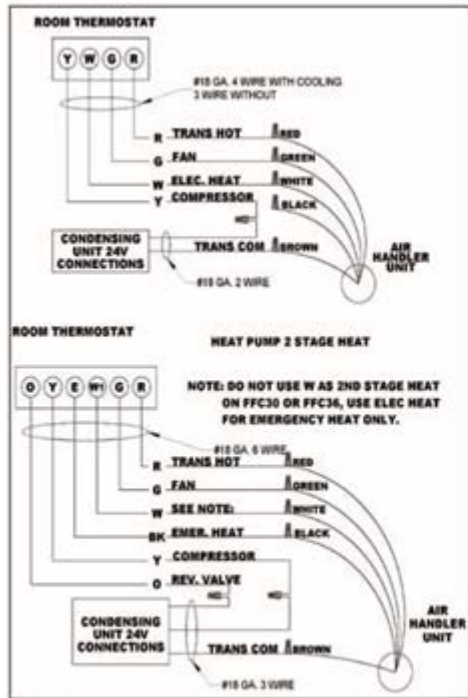 ROOM THERMOSTAT
Y W G R
#18 GA. 4 WIRE WITH COOLING
3 WIRE WITHOUT
R TRANS HOT RED
G FAN GREEN
W ELEC. HEAT WHITE
Y COMPRESSOR BLACK
CONDENSING
UNIT 24V
CONNECTIONS
TRANS COM BROWN
#18 GA. 2 WIRE
AIR
HANDLER
UNIT
ROOM THERMOSTAT
HEAT PUMP 2 STAGE HEAT
O Y E W1 G R
NOTE: DO NOT USE W AS 2ND STAGE HEAT
ON FFC30 OR FFC36, USE ELEC HEAT
FOR EMERGENCY HEAT ONLY.
#18 GA. 6 WIRE
R TRANS HOT RED
G FAN GREEN
W SEE NOTE: WHITE
BK EMER. HEAT BLACK
Y COMPRESSOR
O REV. VALVE
CONDENSING
UNIT 24V
CONNECTIONS
TRANS COM BROWN
#18 GA. 3 WIRE
AIR
HANDLER
UNIT